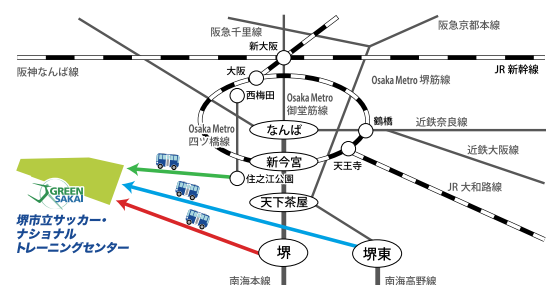 阪急千里線
阪急京都本線
新大阪
阪神なんば線
大阪
JR 新幹線
Osaka Metro 堺筋線
西梅田
Osaka Metro
御堂筋線
Osaka Metro
四ツ橋線
なんば
鶴橋
近鉄奈良線
近鉄大阪線
新今宮
天王寺
住之江公園
JR 大和路線
天下茶屋
GREEN
SAKAI
堺市立サッカー・
ナショナル
トレーニングセンター
堺
堺東
南海本線
南海高野線